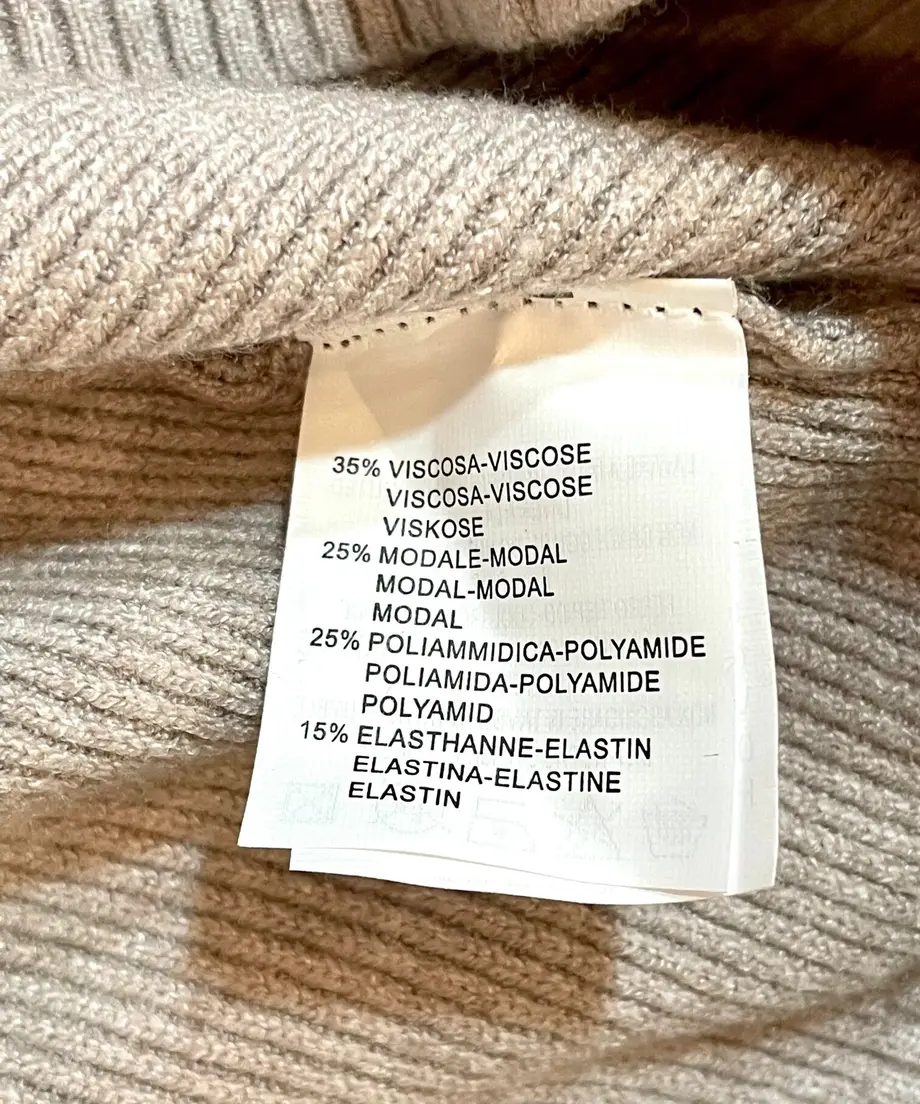 35% VISCOSA-VISCOSE
VISCOSA-VISCOSE
VISKOSE
25% MODALE-MODAL
MODAL-MODAL
MODAL
25% POLIAMMIDICA-POLYAMIDE
POLIAMIDA-POLYAMIDE
POLYAMID
15% ELASTHANNE-ELASTIN
ELASTINA-ELASTINE
ELASTIN